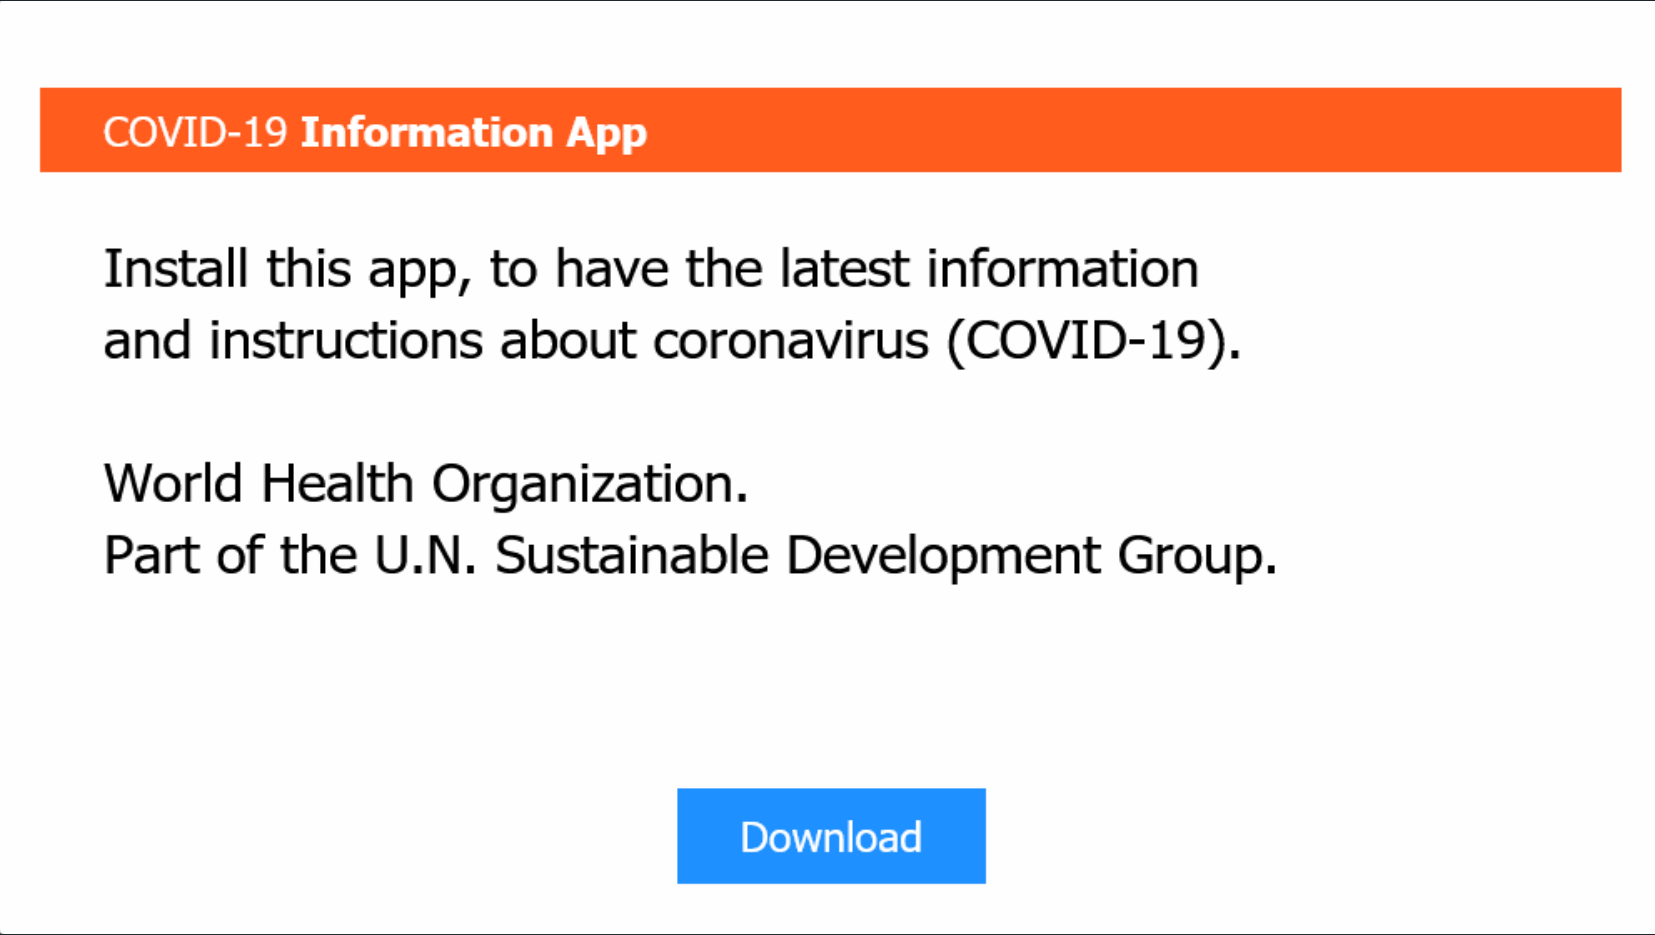 COVID-19 Information App
Install this app, to have the latest information
and instructions about coronavirus (COVID-19).
World Health Organization.
Part of the U.N. Sustainable Development Group.
Download